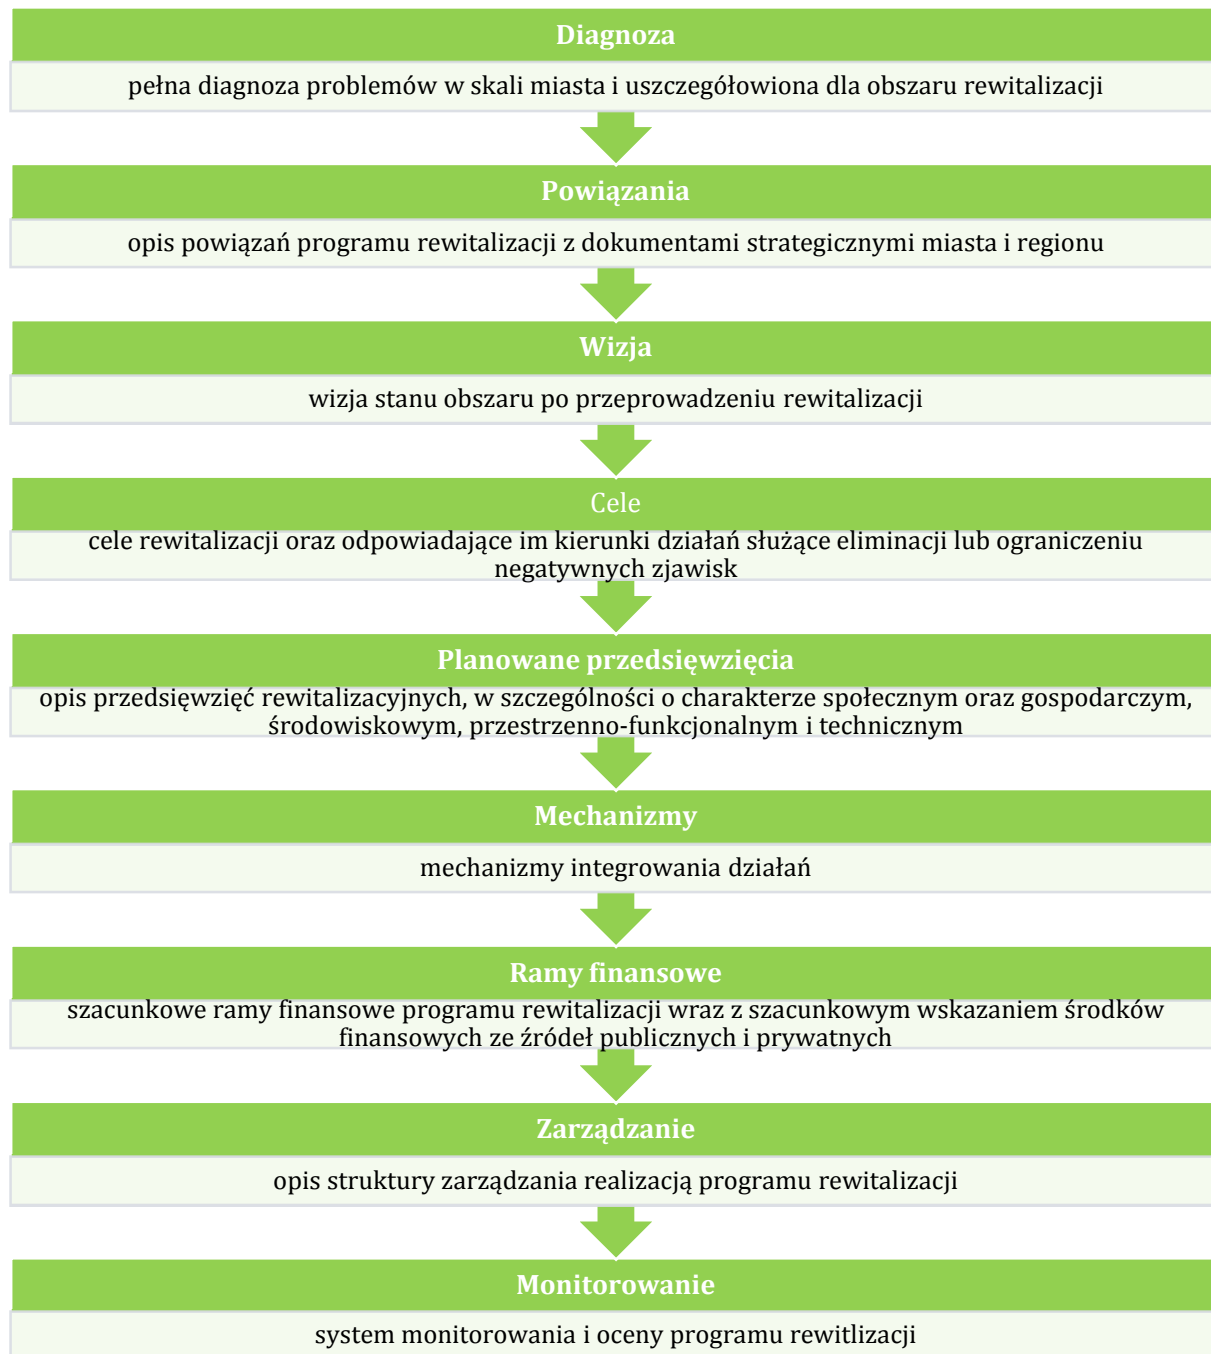 Diagnoza
pełna diagnoza problemów w skali miasta i uszczegółowiona dla obszaru rewitalizacji
Powiązania
opis powiązań programu rewitalizacji z dokumentami strategicznymi miasta i regionu
Wizja
wizja stanu obszaru po przeprowadzeniu rewitalizacji
Cele
cele rewitalizacji oraz odpowiadające im kierunki działań służące eliminacji lub ograniczeniu
negatywnych zjawisk
Planowane przedsięwzięcia
opis przedsięwzięć rewitalizacyjnych, w szczególności o charakterze społecznym oraz gospodarczym,
środowiskowym, przestrzenno-funkcjonalnym i technicznym
Mechanizmy
mechanizmy integrowania działań
Ramy finansowe
szacunkowe ramy finansowe programu rewitalizacji wraz z szacunkowym wskazaniem środków
finansowych ze źródeł publicznych i prywatnych
Zarządzanie
opis struktury zarządzania realizacją programu rewitalizacji
Monitorowanie
system monitorowania i oceny programu rewitlizacji